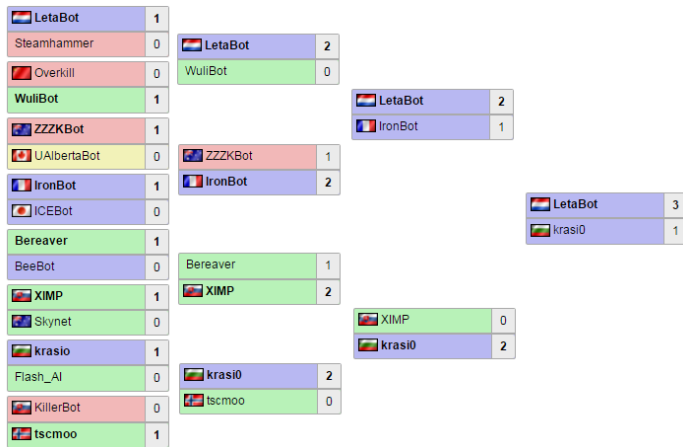 LetaBot 1
Steamhammer 0
Overkill 0
WuliBot 1
ZZZKBot 1
UAlbertaBot 0
IronBot 1
ICEBot 0
Bereaver 1
BeeBot 0
XIMP 1
Skynet 0
krasio 1
Flash_AI 0
KillerBot 0
tscmoo 1
LetaBot 2
WuliBot 0
ZZZKBot 1
IronBot 2
Bereaver 1
XIMP 2
krasi0 2
tscmoo 0
LetaBot 2
IronBot 1
XIMP 0
krasi0 2
LetaBot 3
krasi0 1